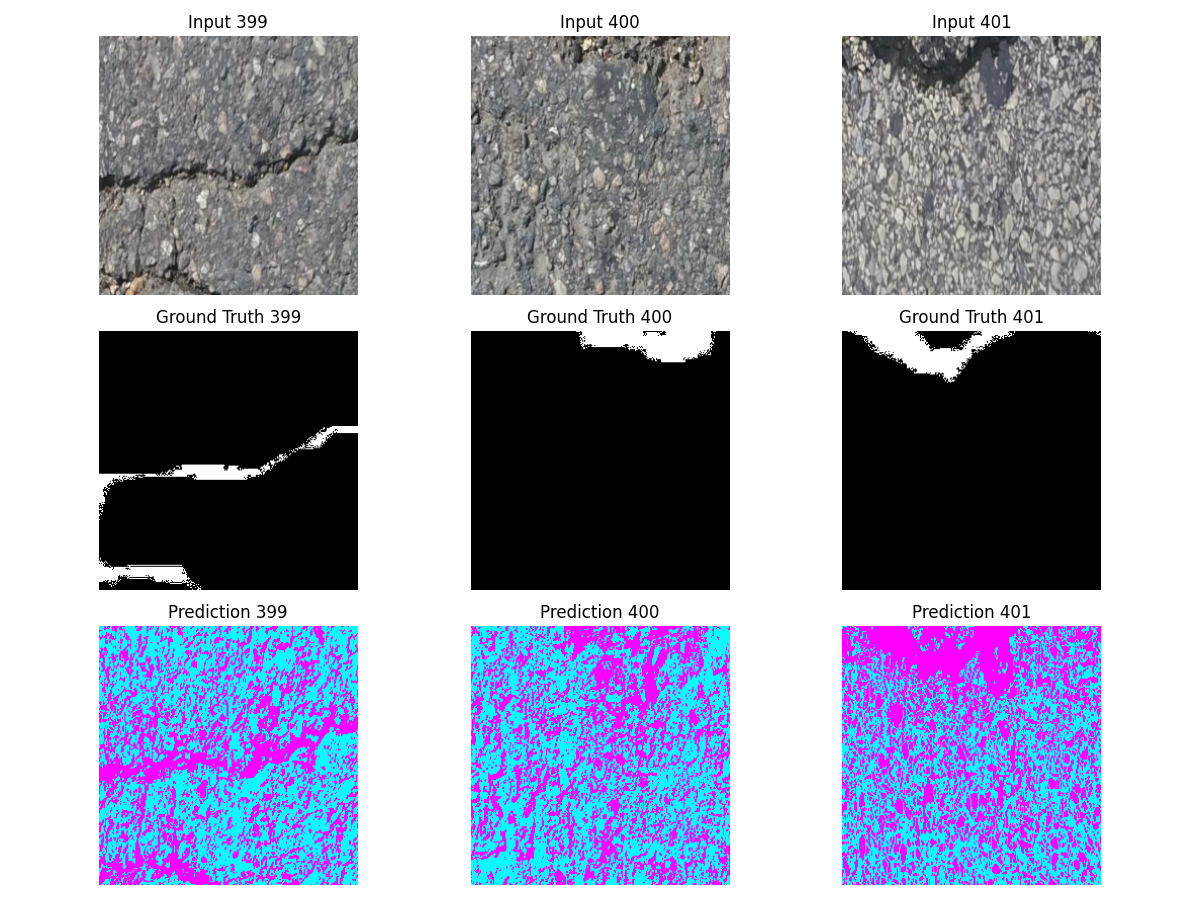 Input 399
Input 400
Input 401
Ground Truth 399
Ground Truth 400
Ground Truth 401
Prediction 399
Prediction 400
Prediction 401